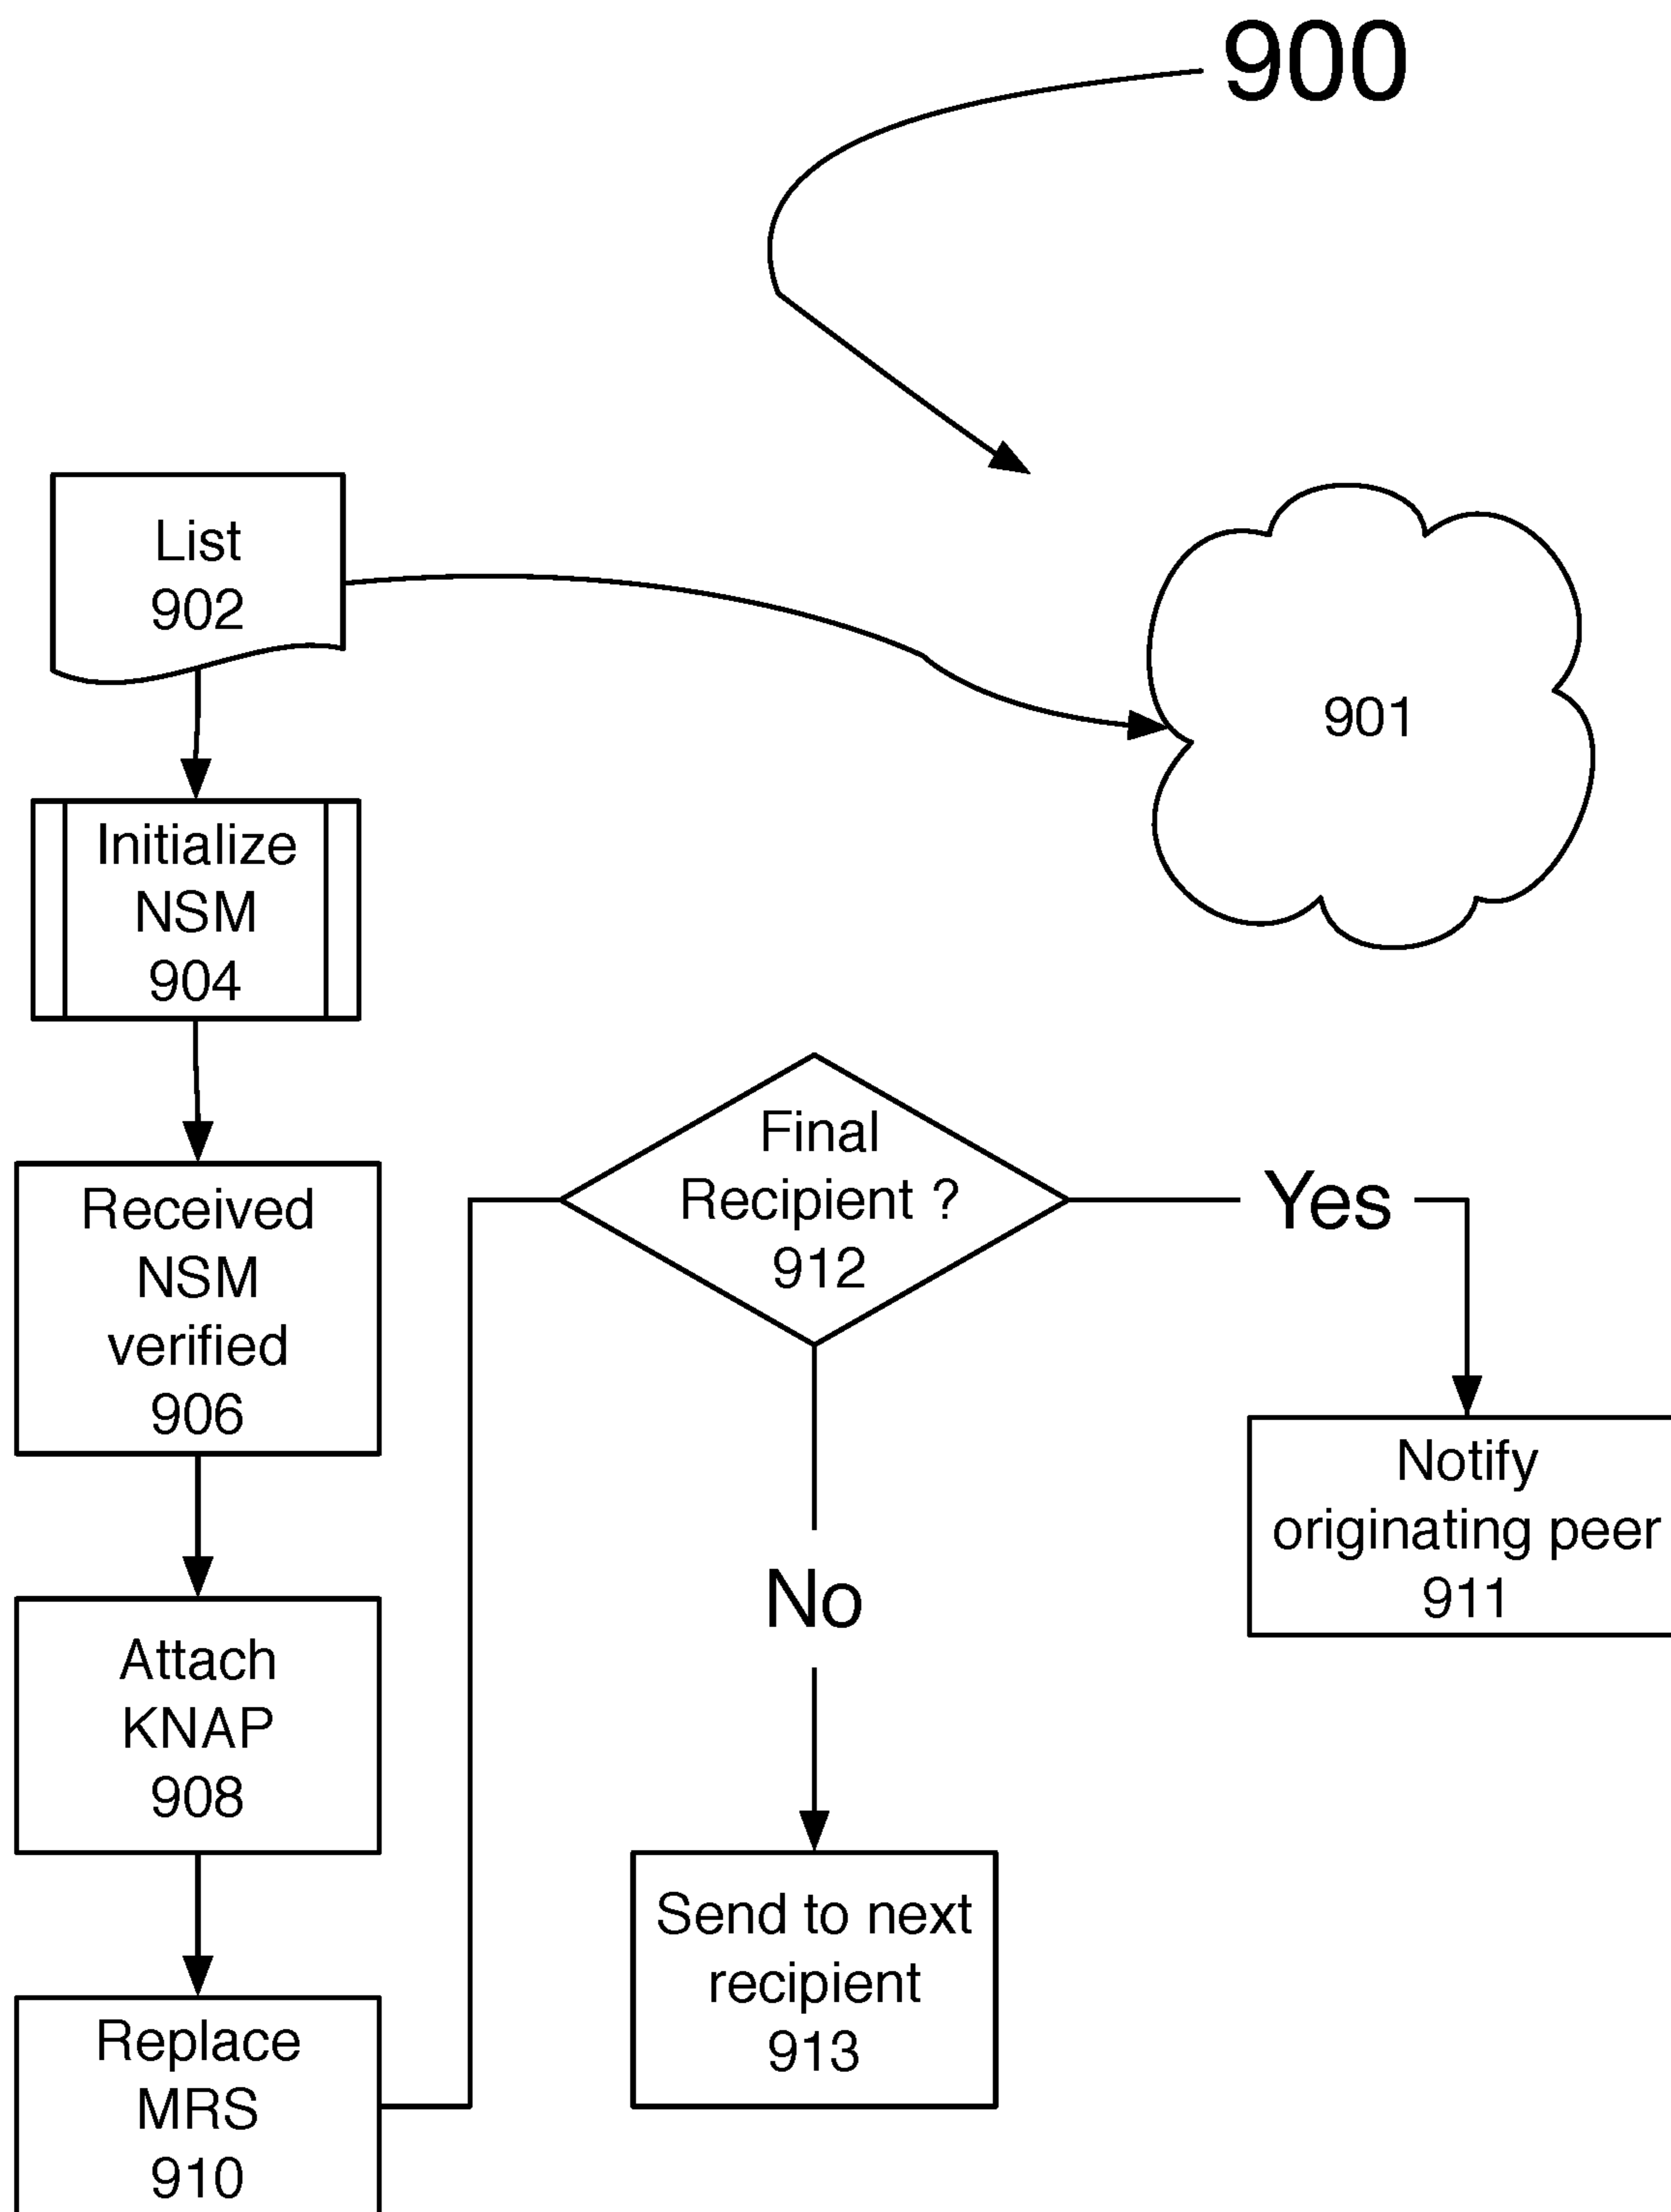 900
List
902
901
Initialize
NSM
904
Received
NSM
verified
906
Final
Recipient ?
912
Yes
Notify
originating peer
911
No
Attach
KNAP
908
Send to next
recipient
913
Replace
MRS
910